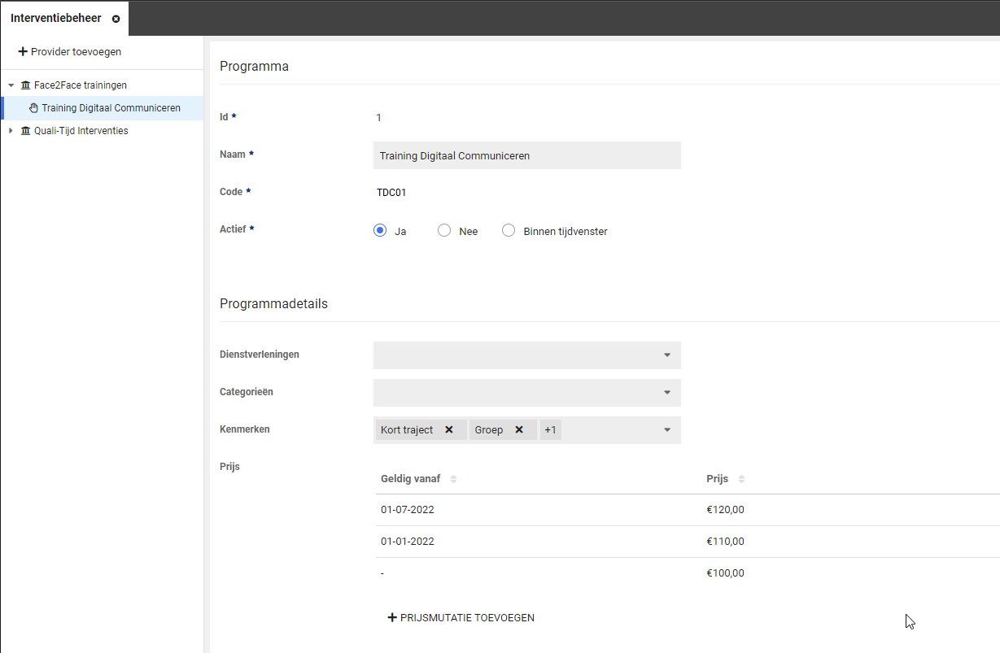 Interventiebeheer
Provider toevoegen
Face2Face trainingen
Training Digitaal Communiceren
Quali-Tijd Interventies
Programma
Id *
1
Naam *
Training Digitaal Communiceren
Code *
TDC01
Actief *
Ja Nee Binnen tijdvenster
Programmadetails
Dienstverleningen
Categorieën
Kenmerken
Kort traject Groep +1
Prijs
Geldig vanaf Prijs
01-07-2022 €120,00
01-01-2022 €110,00
- €100,00
PRIJSMUTATIE TOEVOEGEN